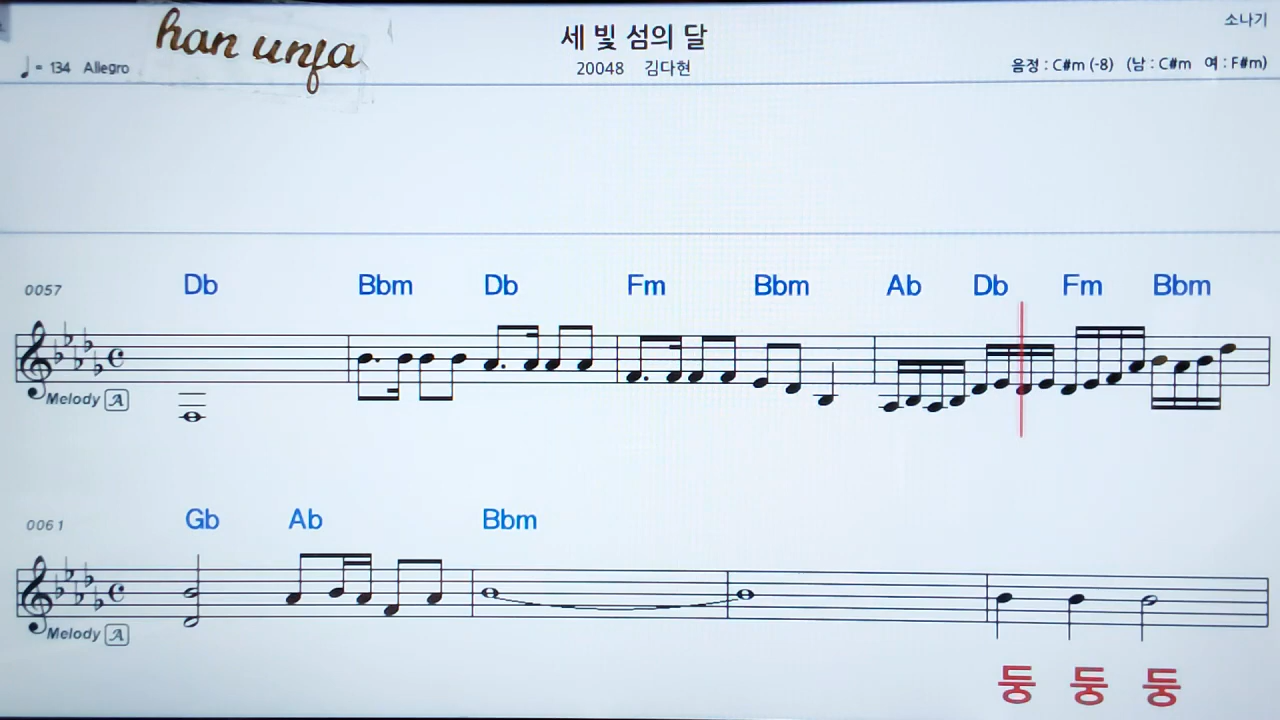 han unja
세 빛 섬의 달
소나기
♩= 134 Allegro
20048 김다현
음정 : C#m (-8) (남 : C#m 여 : F#m)
0057 Db Bbm Db Fm Bbm Ab Db Fm Bbm
Melody A
0061 Gb Ab Bbm
Melody A
둥 둥 둥